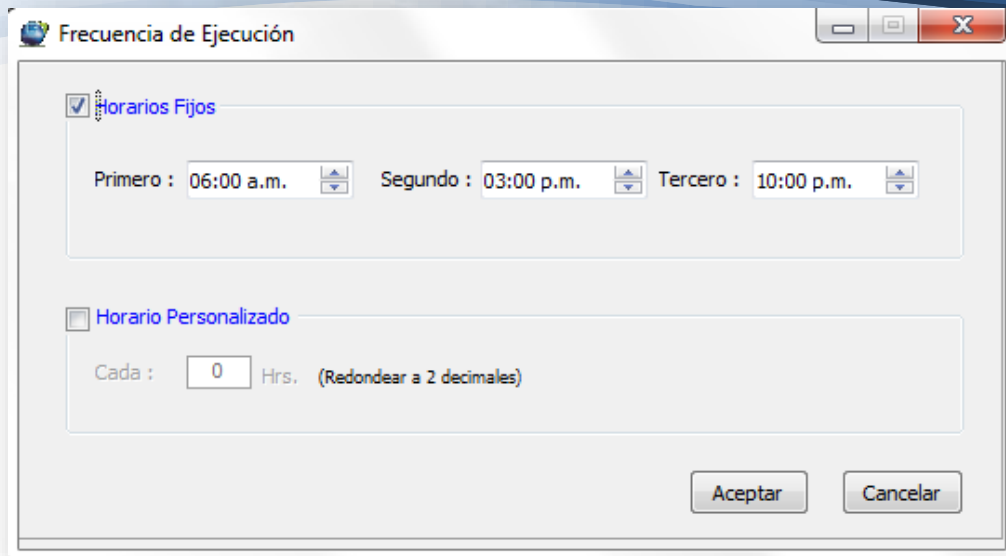 Frecuencia de Ejecución
Horarios Fijos
Primero : 06:00 a.m. Segundo : 03:00 p.m. Tercero : 10:00 p.m.
Horario Personalizado
Cada : 0 Hrs. (Redondear a 2 decimales)
Aceptar Cancelar